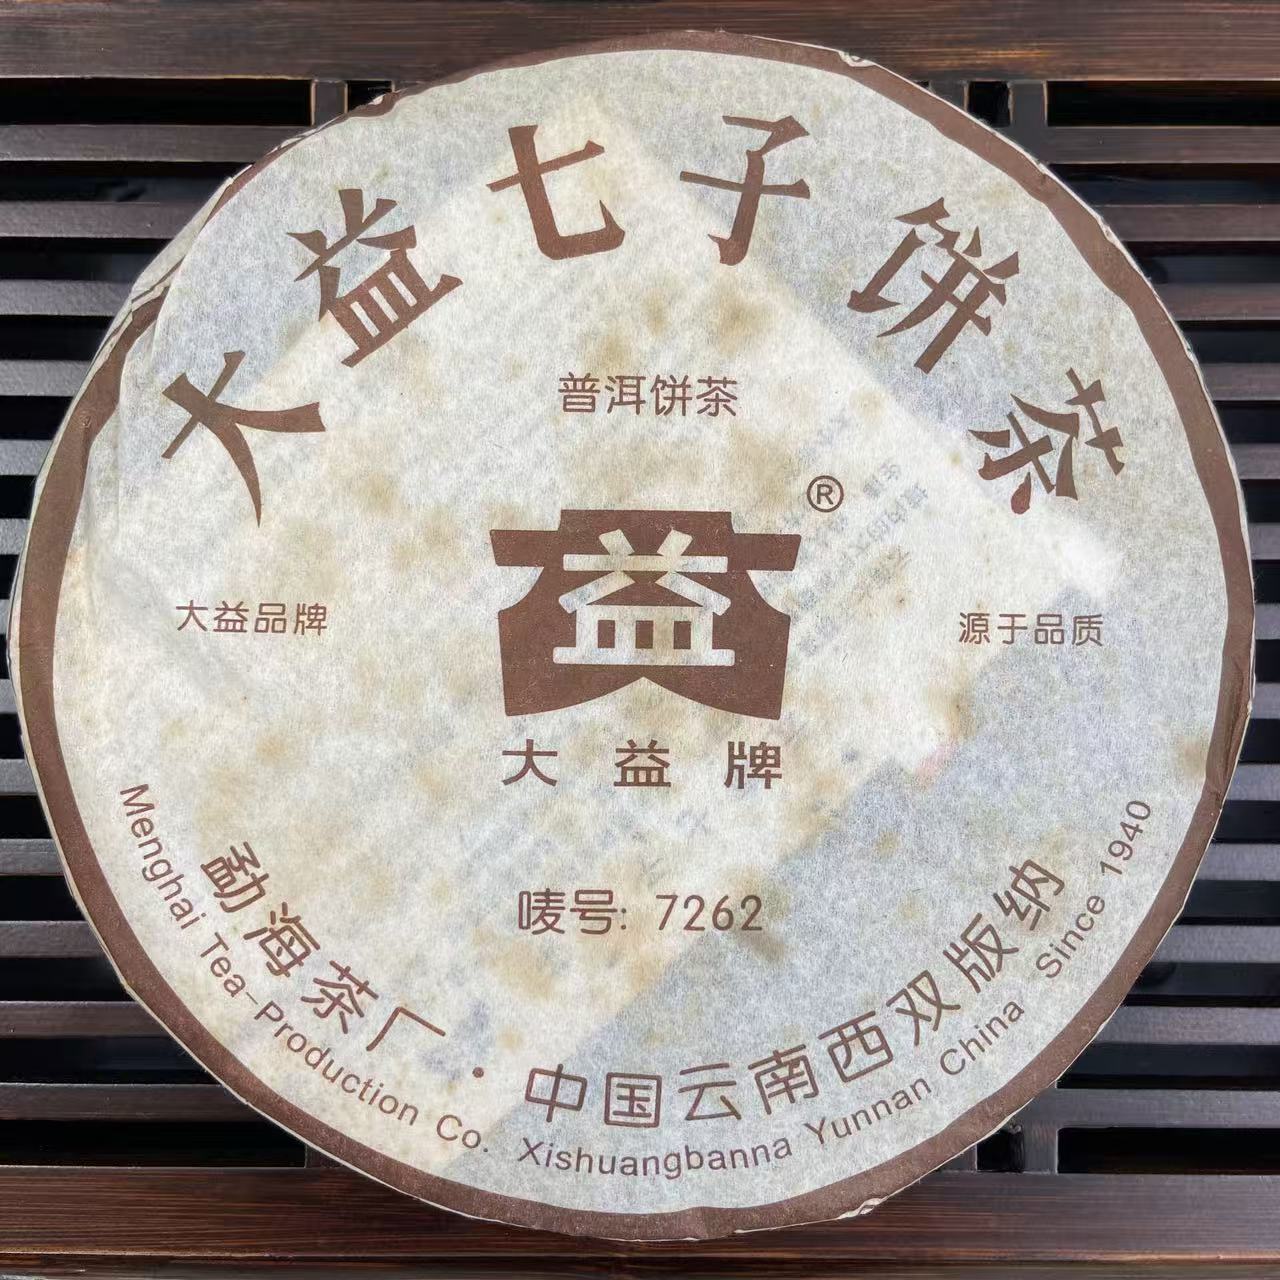 大益七子饼茶
普洱饼茶
®
益
大益品牌
源于品质
大益牌
唛号: 7262
勐海茶厂·中国云南西双版纳
Menghai Tea-Production Co. Xishuangbanna Yunnan China Since 1940